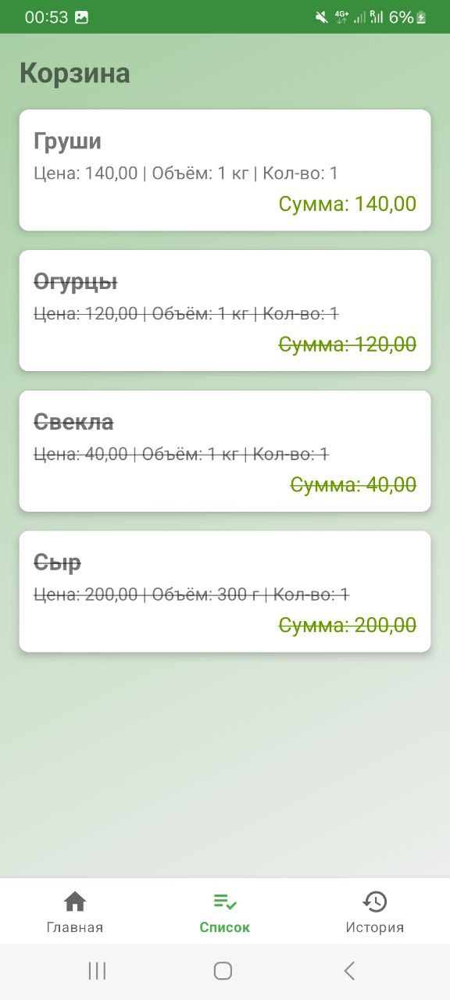 00:53 4G+ R 6%
Корзина
Груши
Цена: 140,00 | Объём: 1 кг | Кол-во: 1
Сумма: 140,00
Огурцы
Цена: 120,00 | Объём: 1 кг | Кол-во: 1
Сумма: 120,00
Свекла
Цена: 40,00 | Объём: 1 кг | Кол-во: 1
Сумма: 40,00
Сыр
Цена: 200,00 | Объём: 300 г | Кол-во: 1
Сумма: 200,00
Главная Список История